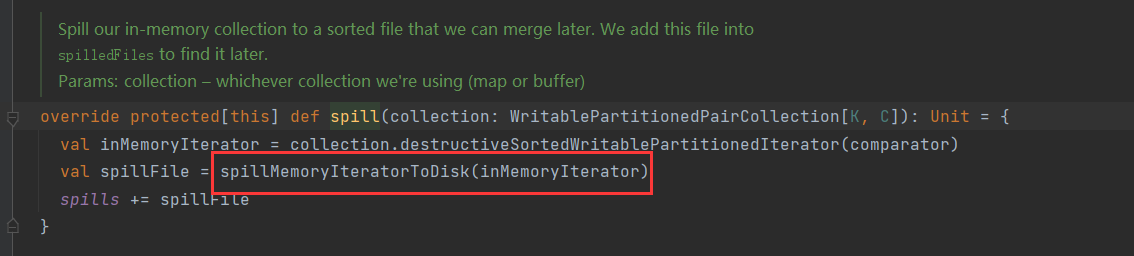 Spill our in-memory collection to a sorted file that we can merge later. We add this file into
spilledFiles to find it later.
Params: collection – whichever collection we're using (map or buffer)
override protected[this] def spill(collection: WritablePartitionedPairCollection[K, C]): Unit = {
val inMemoryIterator = collection.destructiveSortedWritablePartitionedIterator(comparator)
val spillFile = spillMemoryIteratorToDisk(inMemoryIterator)
spills += spillFile
}